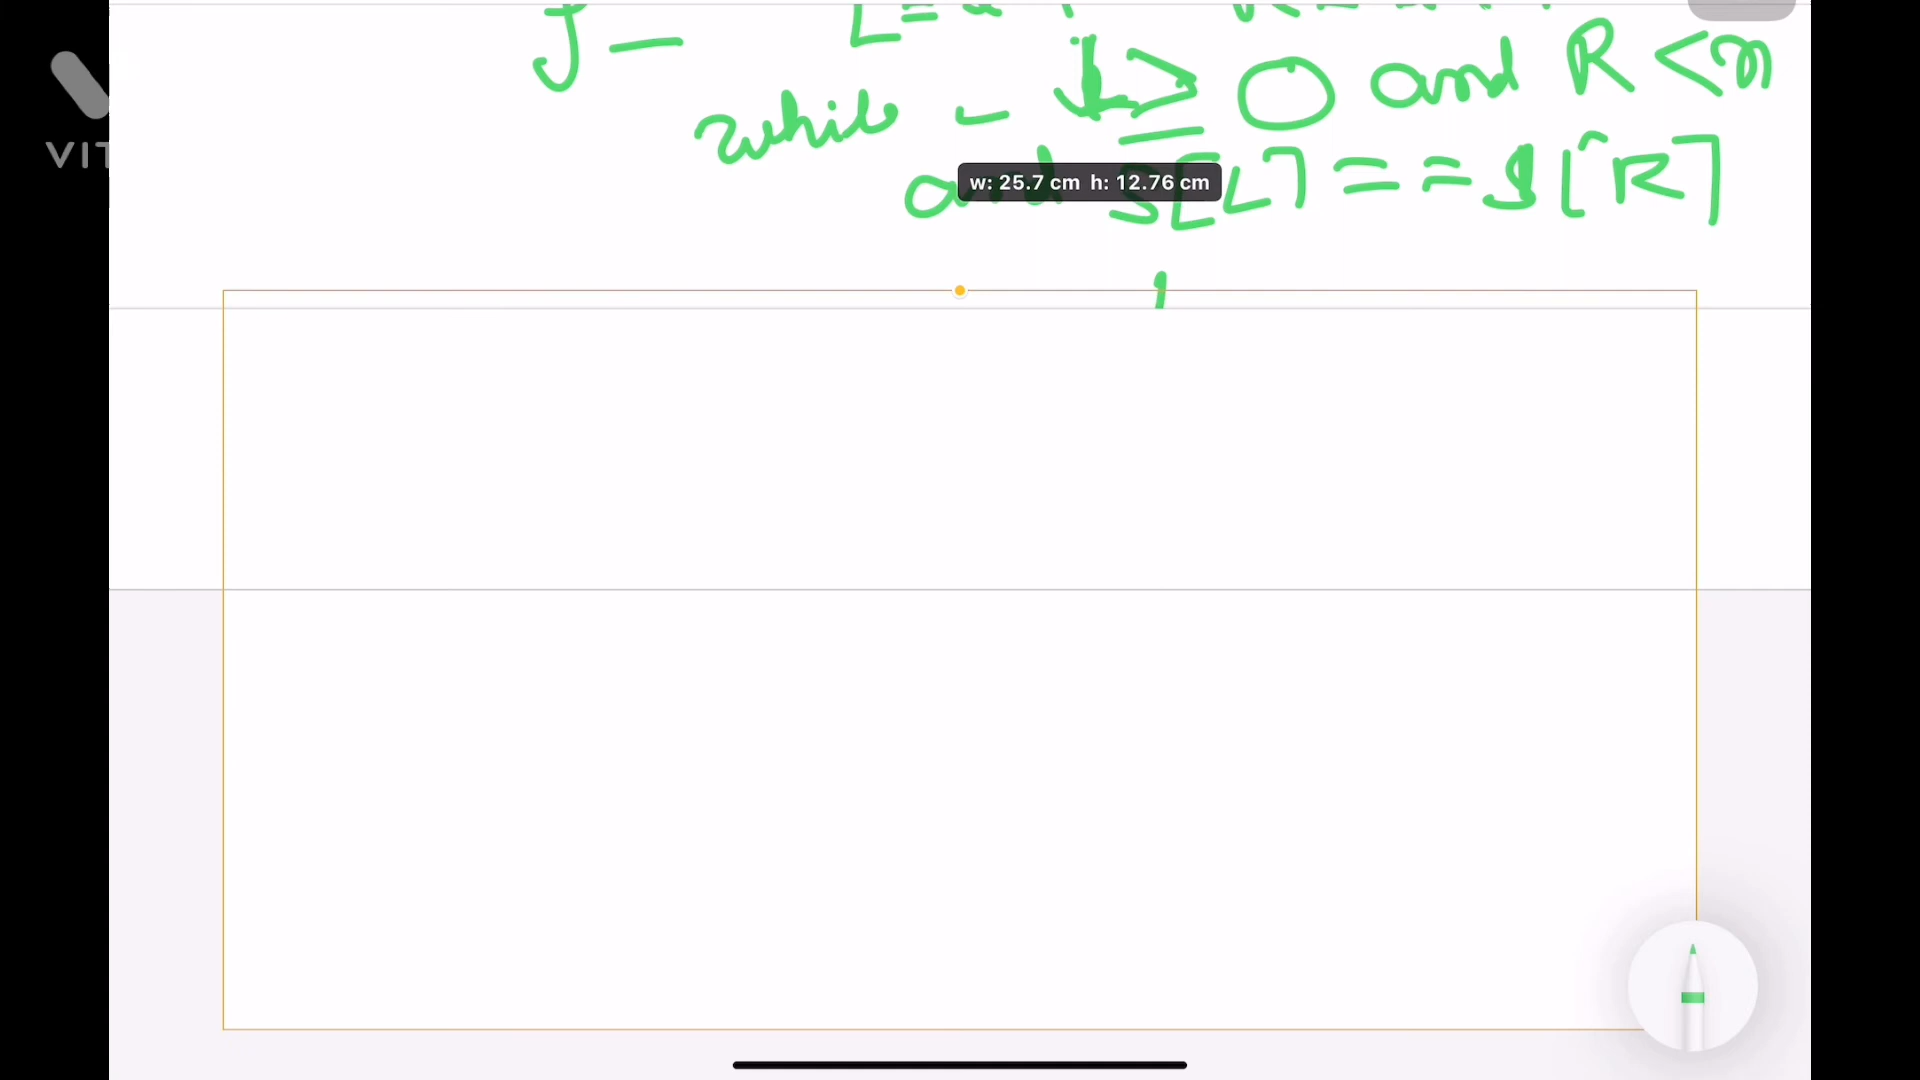 while - L ≥ 0 and R < n
w: 25.7 cm h: 12.76 cm
and S[L] == S[R]
VIT